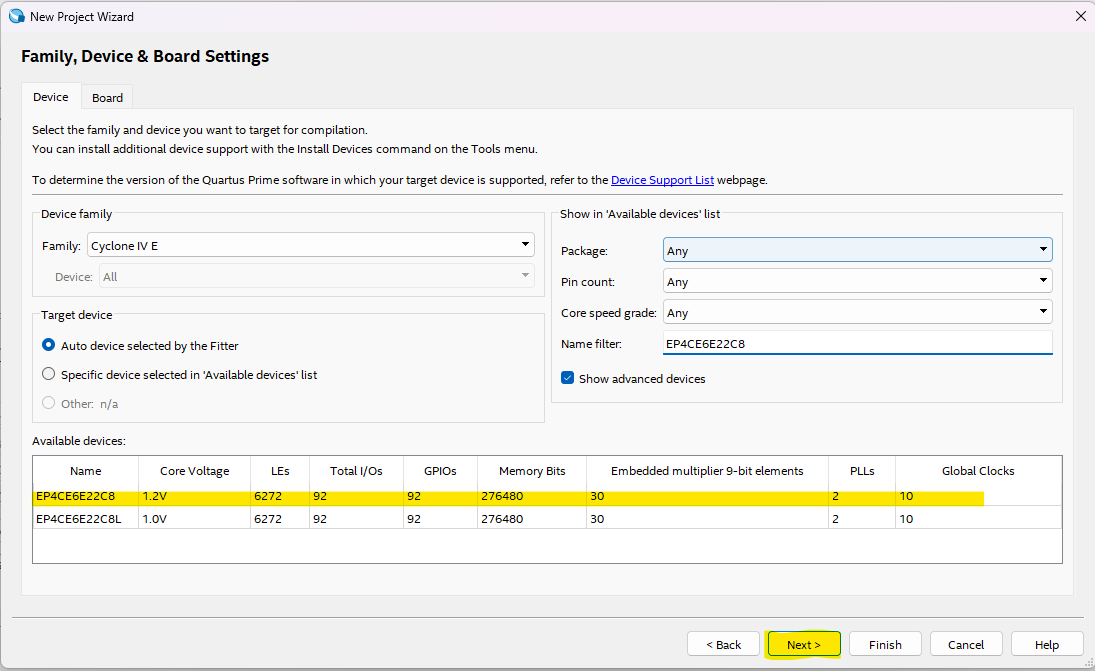 New Project Wizard
Family, Device & Board Settings
Device Board
Select the family and device you want to target for compilation.
You can install additional device support with the Install Devices command on the Tools menu.
To determine the version of the Quartus Prime software in which your target device is supported, refer to the Device Support List webpage.
Device family
Family: Cyclone IV E
Device: All
Target device
Auto device selected by the Fitter
Specific device selected in 'Available devices' list
Other: n/a
Show in 'Available devices' list
Package: Any
Pin count: Any
Core speed grade: Any
Name filter: EP4CE6E22C8
Show advanced devices
Available devices:
Name Core Voltage LEs Total I/Os GPIOs Memory Bits Embedded multiplier 9-bit elements PLLs Global Clocks
EP4CE6E22C8 1.2V 6272 92 92 276480 30 2 10
EP4CE6E22C8L 1.0V 6272 92 92 276480 30 2 10
< Back Next > Finish Cancel Help